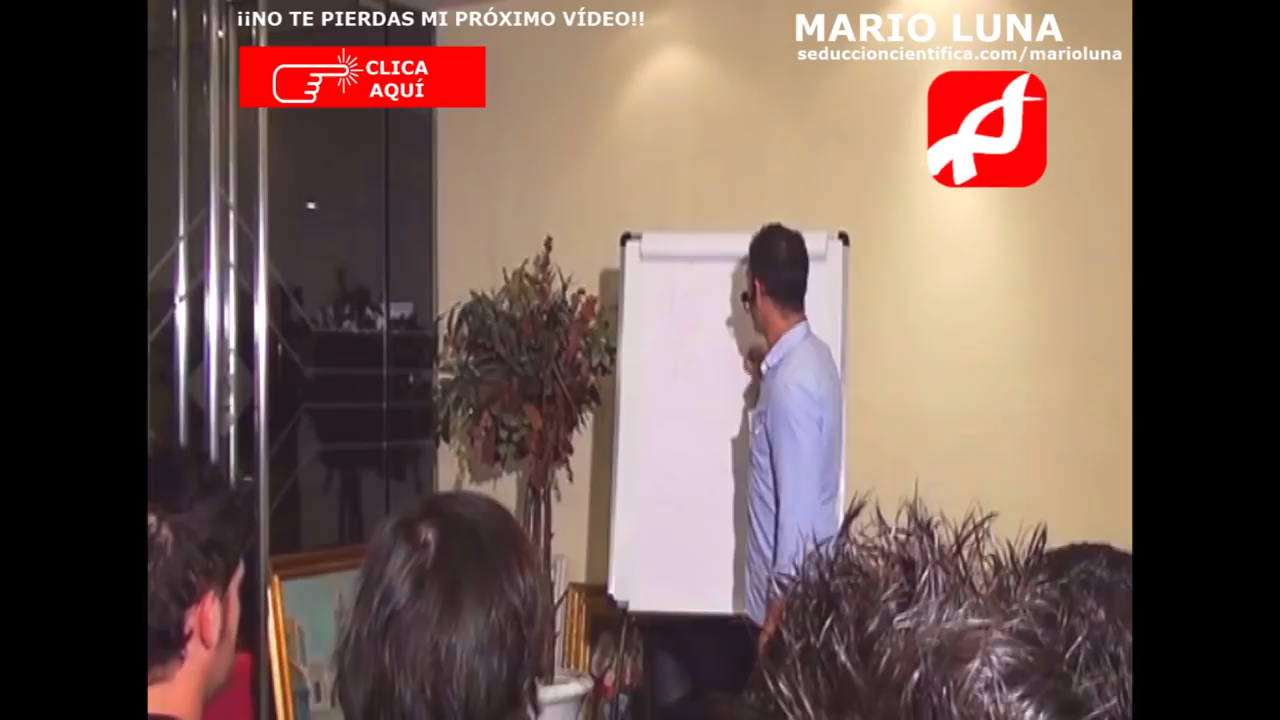 ¡¡NO TE PIERDAS MI PRÓXIMO VÍDEO!!
CLICA
AQUÍ
MARIO LUNA
seduccioncientifica.com/marioluna